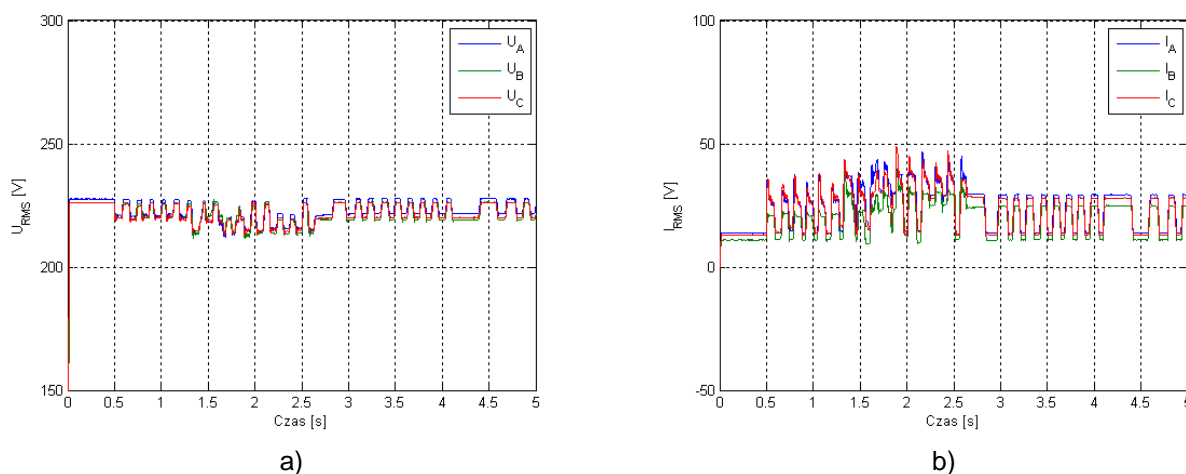 300
250
200
150
U_RMS [V]
0 0.5 1 1.5 2 2.5 3 3.5 4 4.5 5
Czas [s]
U_A
U_B
U_C
a)
100
50
0
-50
I_RMS [V]
0 0.5 1 1.5 2 2.5 3 3.5 4 4.5 5
Czas [s]
I_A
I_B
I_C
b)